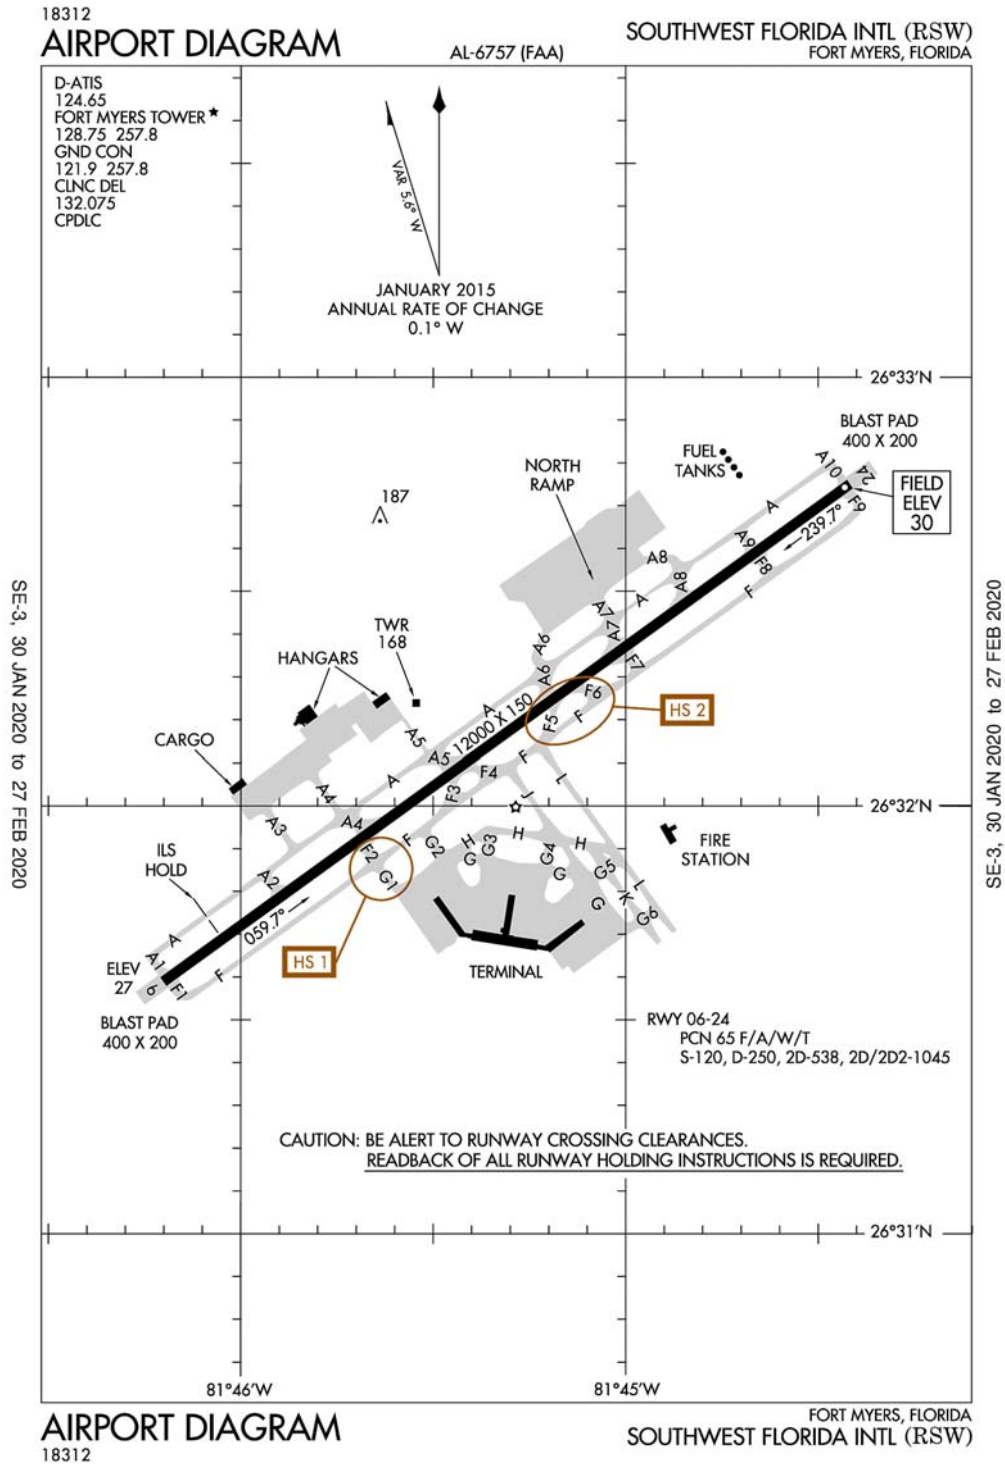 18312
AIRPORT DIAGRAM
AL-6757 (FAA)
SOUTHWEST FLORIDA INTL (RSW)
FORT MYERS, FLORIDA
D-ATIS
124.65
FORT MYERS TOWER ★
128.75 257.8
GND CON
121.9 257.8
CLNC DEL
132.075
CPDLC
VAR 5.6° W
JANUARY 2015
ANNUAL RATE OF CHANGE
0.1° W
26°33'N
BLAST PAD
400 X 200
FUEL
TANKS
NORTH
RAMP
A10
24
FIELD
ELEV
30
F9
187
A
239.7°
A9
F8
A8
A8
F
A7
A
A7
TWR
168
HANGARS
A6
A6
F7
F6
HS 2
A
12000 X 150
F5
F
CARGO
A5
A5
F
F4
L
A
F3
J
26°32'N
A4
A4
A3
F2
F
G2
H
G
G3
H
G4
G
H
G5
FIRE
STATION
ILS
HOLD
A2
G1
L
K
G
G6
059.7°
A
A1
F
HS 1
TERMINAL
ELEV
27
6
F1
BLAST PAD
400 X 200
RWY 06-24
PCN 65 F/A/W/T
S-120, D-250, 2D-538, 2D/2D2-1045
CAUTION: BE ALERT TO RUNWAY CROSSING CLEARANCES.
READBACK OF ALL RUNWAY HOLDING INSTRUCTIONS IS REQUIRED.
26°31'N
81°46'W
81°45'W
SE-3, 30 JAN 2020 to 27 FEB 2020
SE-3, 30 JAN 2020 to 27 FEB 2020
AIRPORT DIAGRAM
18312
FORT MYERS, FLORIDA
SOUTHWEST FLORIDA INTL (RSW)